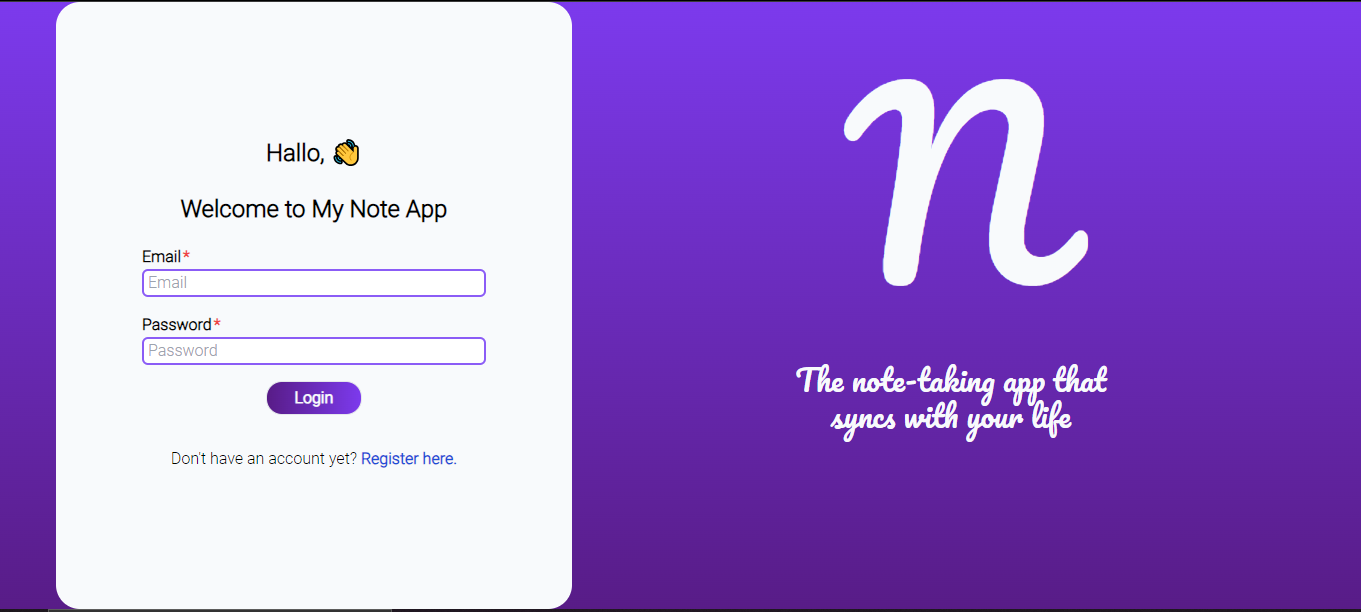 Hallo, 👋
Welcome to My Note App
Email*
Email
Password*
Password
Login
Don't have an account yet? Register here.
n
The note-taking app that
syncs with your life